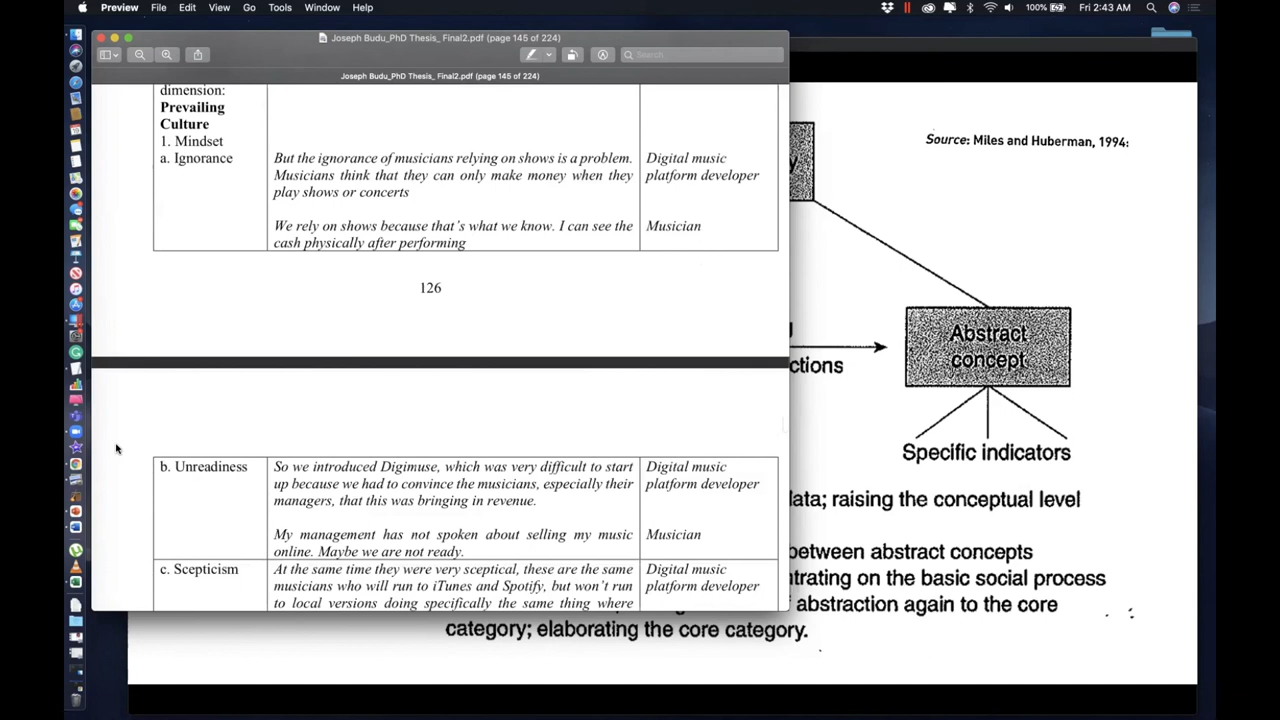 Preview File Edit View Go Tools Window Help
100% Fri 2:43 AM
Joseph Budu_PhD Thesis_ Final2.pdf (page 145 of 224)
Search
Joseph Budu_PhD Thesis_ Final2.pdf (page 145 of 224)
dimension:
Prevailing
Culture
1. Mindset
a. Ignorance
But the ignorance of musicians relying on shows is a problem.
Musicians think that they can only make money when they
play shows or concerts
Digital music
platform developer
We rely on shows because that's what we know. I can see the
cash physically after performing
Musician
126
b. Unreadiness
So we introduced Digimuse, which was very difficult to start
up because we had to convince the musicians, especially their
managers, that this was bringing in revenue.
Digital music
platform developer
My management has not spoken about selling my music
online. Maybe we are not ready.
Musician
c. Scepticism
At the same time they were very sceptical, these are the same
musicians who will run to iTunes and Spotify, but won't run
to local versions doing specifically the same thing where
Digital music
platform developer
Source: Miles and Huberman, 1994:
y
Abstract
concept
ctions
Specific indicators
data; raising the conceptual level
between abstract concepts
trating on the basic social process
abstraction again to the core
category; elaborating the core category.